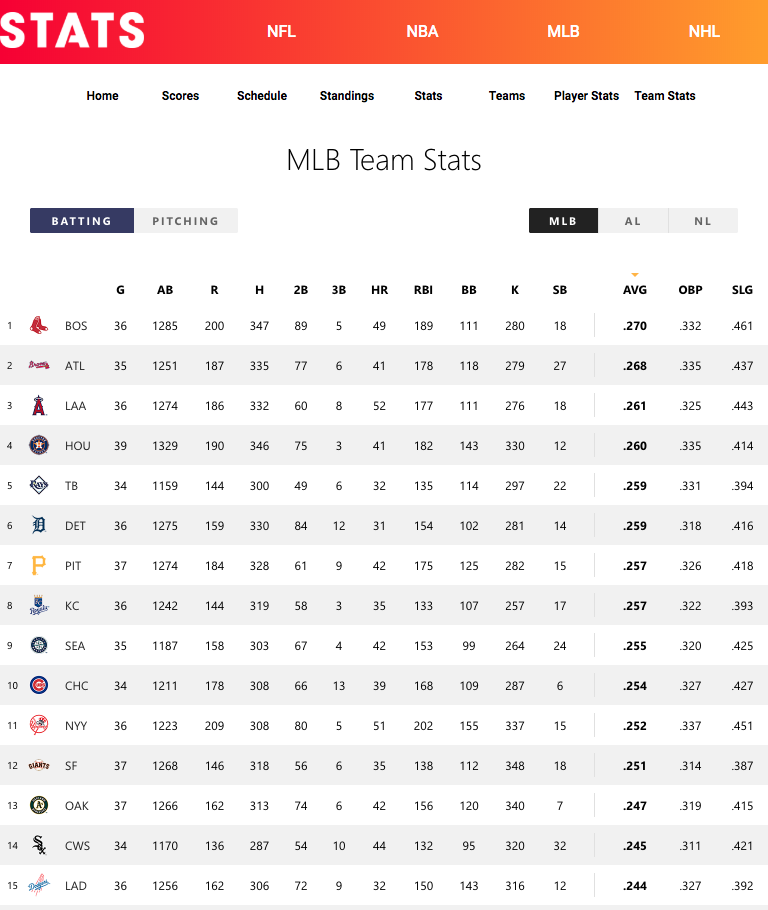 STATS NFL NBA MLB NHL
Home Scores Schedule Standings Stats Teams Player Stats Team Stats
MLB Team Stats
BATTING PITCHING MLB AL NL
G AB R H 2B 3B HR RBI BB K SB AVG OBP SLG
1 BOS 36 1285 200 347 89 5 49 189 111 280 18 .270 .332 .461
2 Braves ATL 35 1251 187 335 77 6 41 178 118 279 27 .268 .335 .437
3 A LAA 36 1274 186 332 60 8 52 177 111 276 18 .261 .325 .443
4 HOU 39 1329 190 346 75 3 41 182 143 330 12 .260 .335 .414
5 RAYS TB 34 1159 144 300 49 6 32 135 114 297 22 .259 .331 .394
6 D DET 36 1275 159 330 84 12 31 154 102 281 14 .259 .318 .416
7 P PIT 37 1274 184 328 61 9 42 175 125 282 15 .257 .326 .418
8 Royals KC 36 1242 144 319 58 3 35 133 107 257 17 .257 .322 .393
9 SEA 35 1187 158 303 67 4 42 153 99 264 24 .255 .320 .425
10 CHC 34 1211 178 308 66 13 39 168 109 287 6 .254 .327 .427
11 NYY 36 1223 209 308 80 5 51 202 155 337 15 .252 .337 .451
12 GIANTS SF 37 1268 146 318 56 6 35 138 112 348 18 .251 .314 .387
13 A's OAK 37 1266 162 313 74 6 42 156 120 340 7 .247 .319 .415
14 Sox CWS 34 1170 136 287 54 10 44 132 95 320 32 .245 .311 .421
15 Dodgers LAD 36 1256 162 306 72 9 32 150 143 316 12 .244 .327 .392